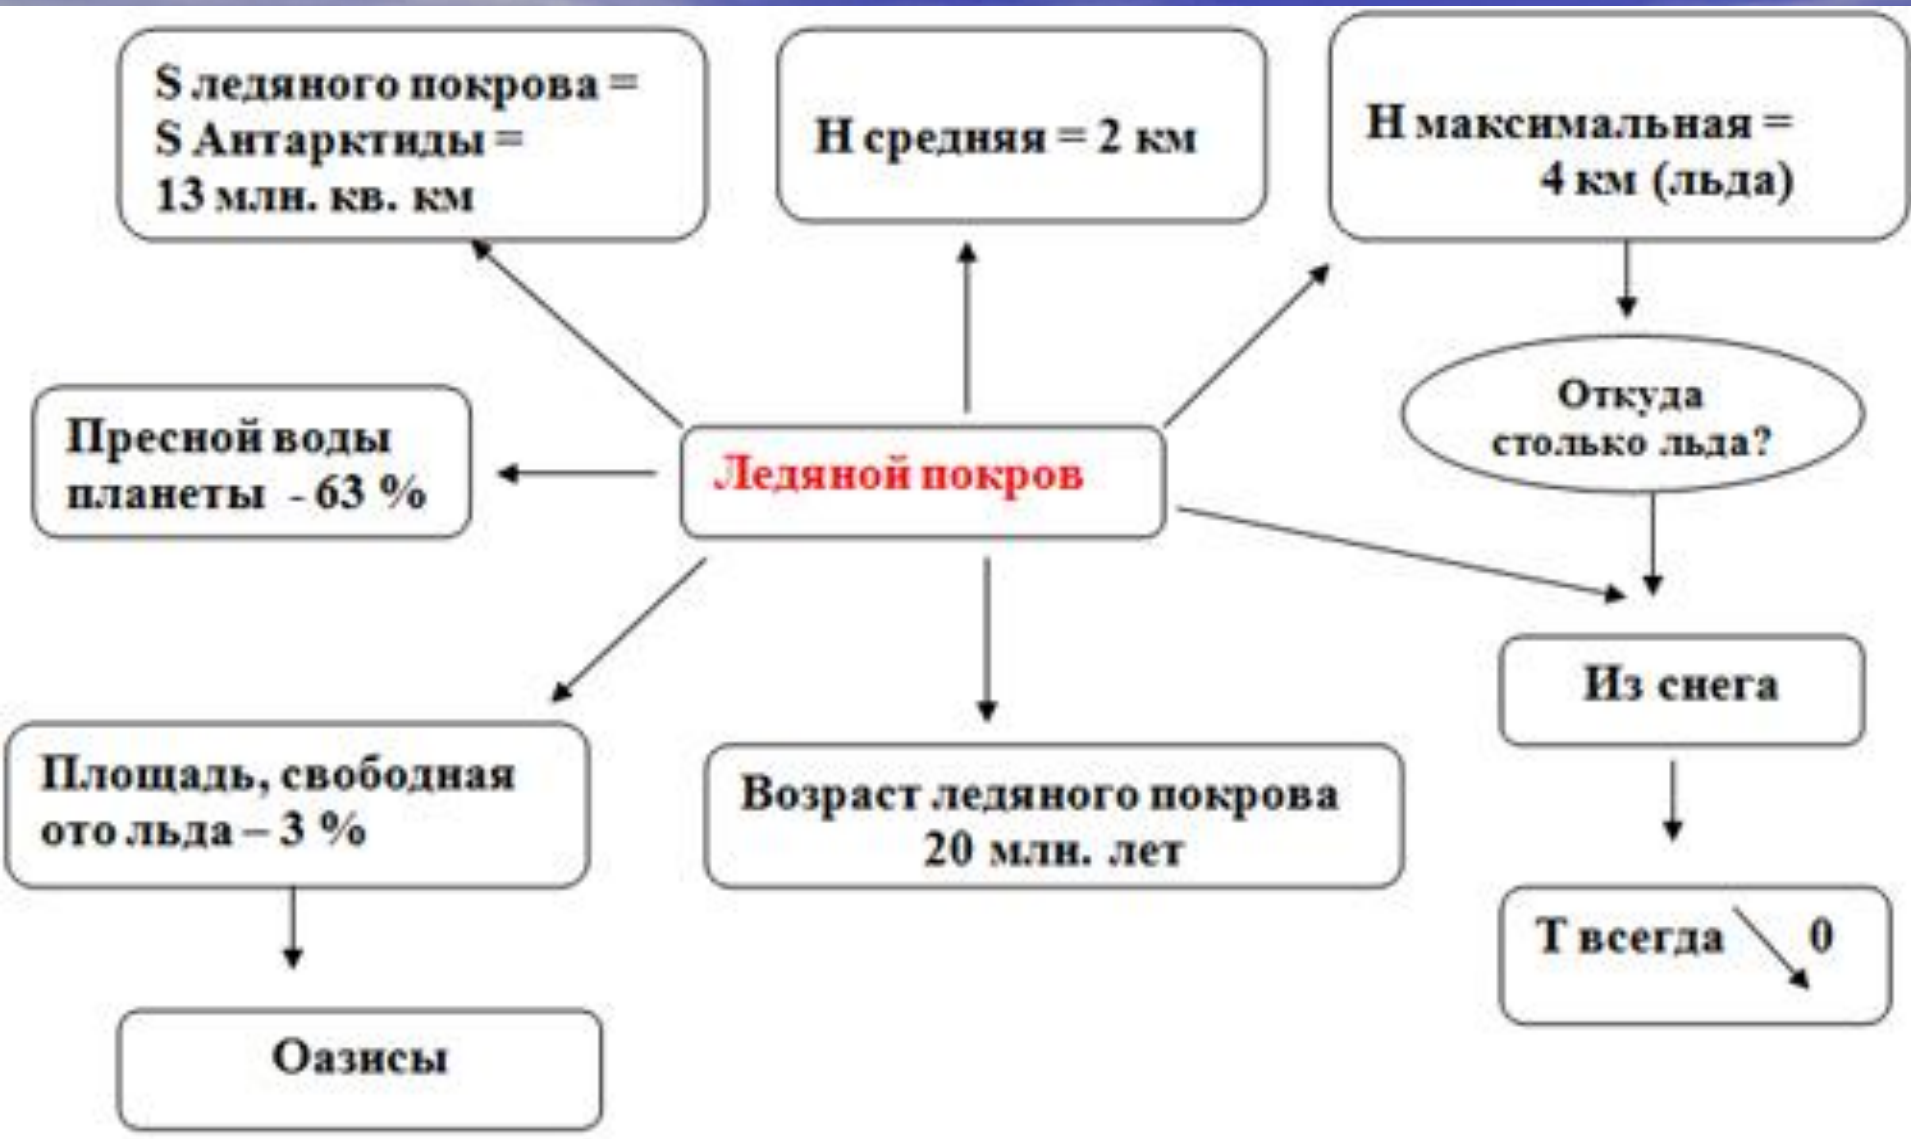 S ледяного покрова =
S Антарктиды =
13 млн. кв. км
Н средняя = 2 км
Н максимальная =
4 км (льда)
Откуда
столько льда?
Пресной воды
планеты - 63 %
Ледяной покров
Из снега
Площадь, свободная
ото льда – 3 %
Возраст ледяного покрова
20 млн. лет
Т всегда 0
Оазисы